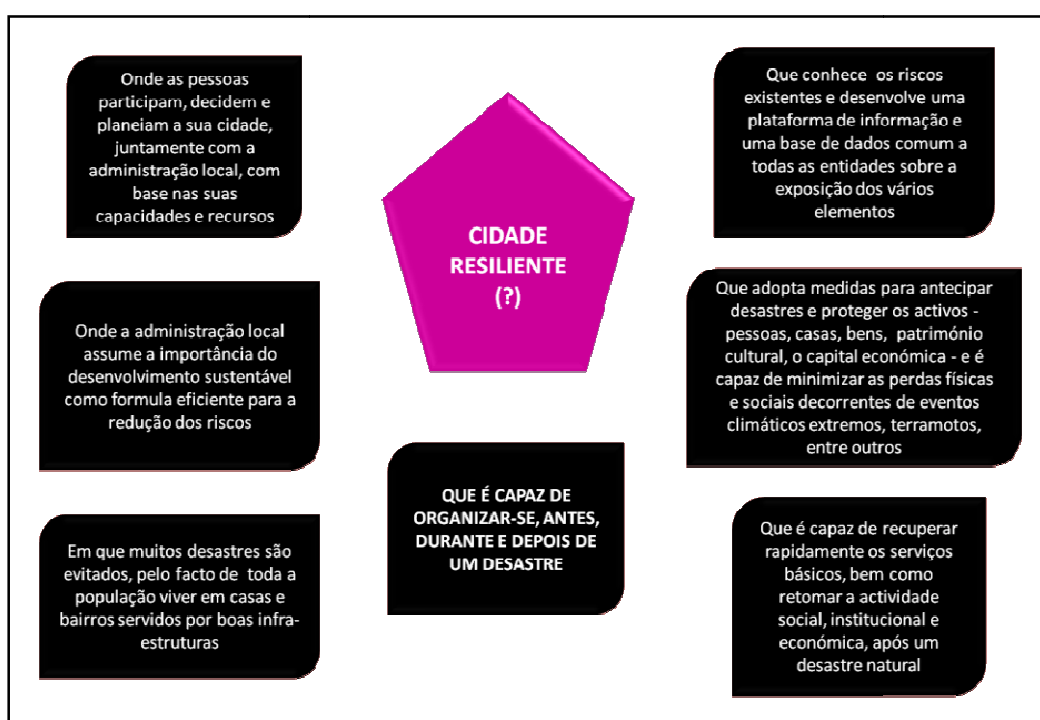 Onde as pessoas
participam, decidem e
planeiam a sua cidade,
juntamente com a
administração local, com
base nas suas
capacidades e recursos
Onde a administração local
assume a importância do
desenvolvimento sustentável
como formula eficiente para a
redução dos riscos
Em que muitos desastres são
evitados, pelo facto de toda a
população viver em casas e
bairros servidos por boas infra-
estruturas
CIDADE
RESILIENTE
(?)
QUE É CAPAZ DE
ORGANIZAR-SE, ANTES,
DURANTE E DEPOIS DE
UM DESASTRE
Que conhece os riscos
existentes e desenvolve uma
plataforma de informação e
uma base de dados comum a
todas as entidades sobre a
exposição dos vários
elementos
Que adopta medidas para antecipar
desastres e proteger os activos -
pessoas, casas, bens, património
cultural, o capital económica - e é
capaz de minimizar as perdas físicas
e sociais decorrentes de eventos
climáticos extremos, terramotos,
entre outros
Que é capaz de recuperar
rapidamente os serviços
básicos, bem como
retomar a actividade
social, institucional e
económica, após um
desastre natural